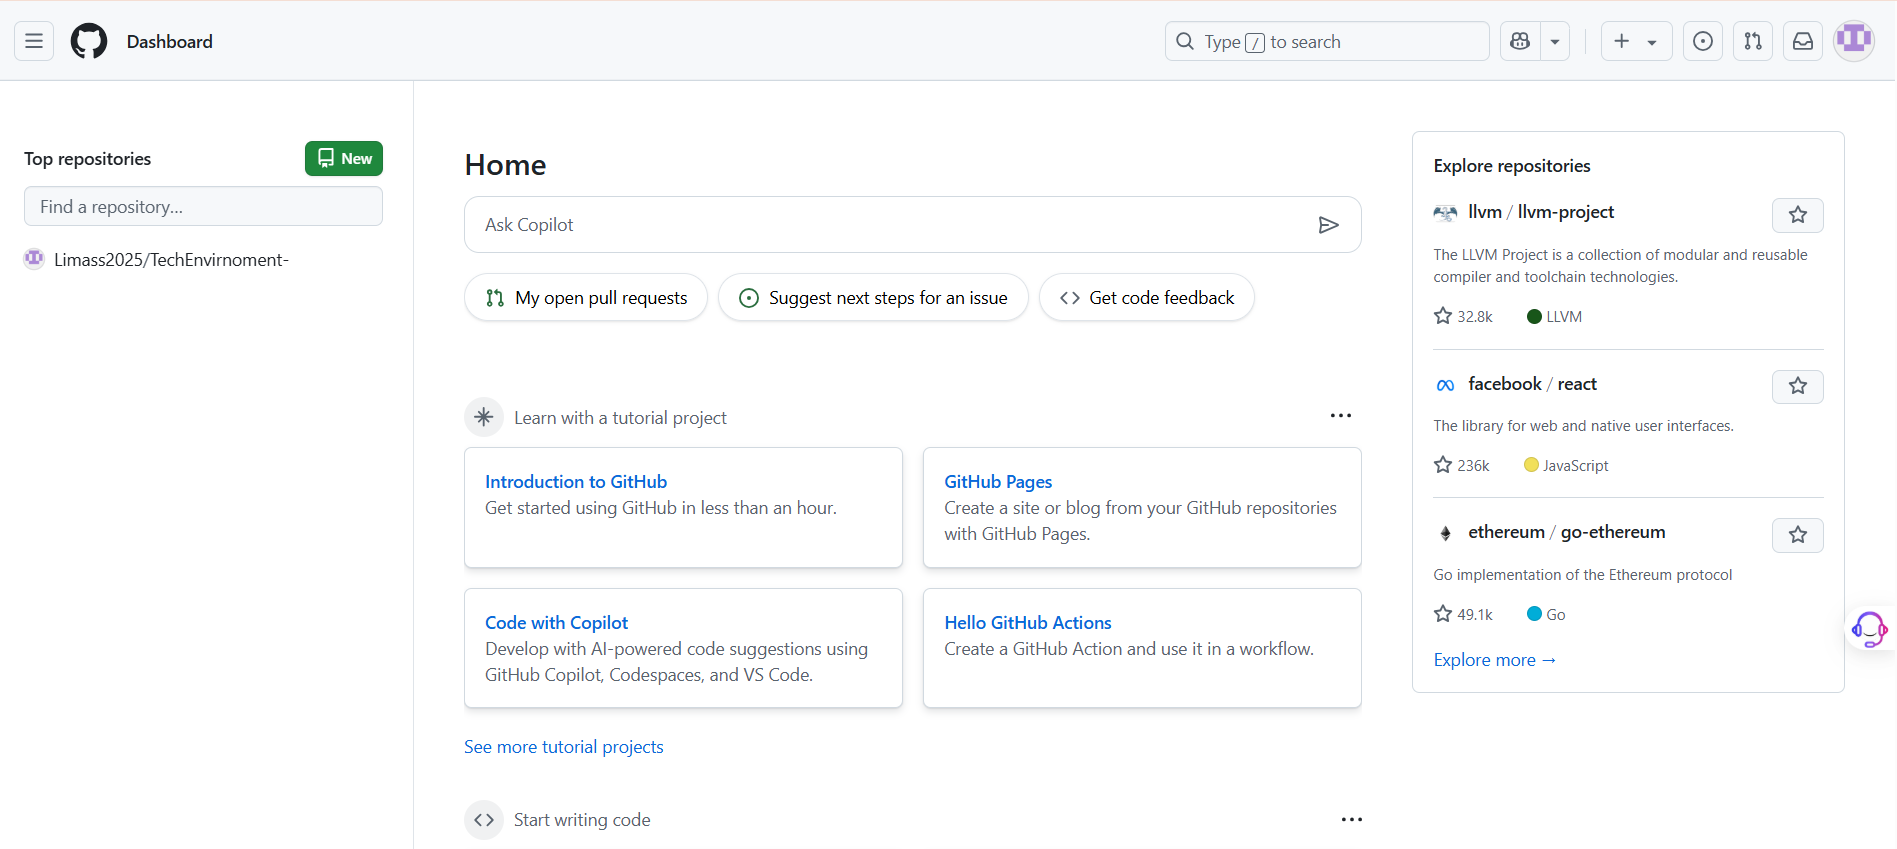 Dashboard
Type / to search
Top repositories
New
Find a repository...
Limass2025/TechEnvirnoment-
Home
Ask Copilot
My open pull requests
Suggest next steps for an issue
Get code feedback
Learn with a tutorial project
Introduction to GitHub
Get started using GitHub in less than an hour.
GitHub Pages
Create a site or blog from your GitHub repositories
with GitHub Pages.
Code with Copilot
Develop with AI-powered code suggestions using
GitHub Copilot, Codespaces, and VS Code.
Hello GitHub Actions
Create a GitHub Action and use it in a workflow.
See more tutorial projects
Start writing code
Explore repositories
llvm / llvm-project
The LLVM Project is a collection of modular and reusable
compiler and toolchain technologies.
32.8k LLVM
facebook / react
The library for web and native user interfaces.
236k JavaScript
ethereum / go-ethereum
Go implementation of the Ethereum protocol
49.1k Go
Explore more →